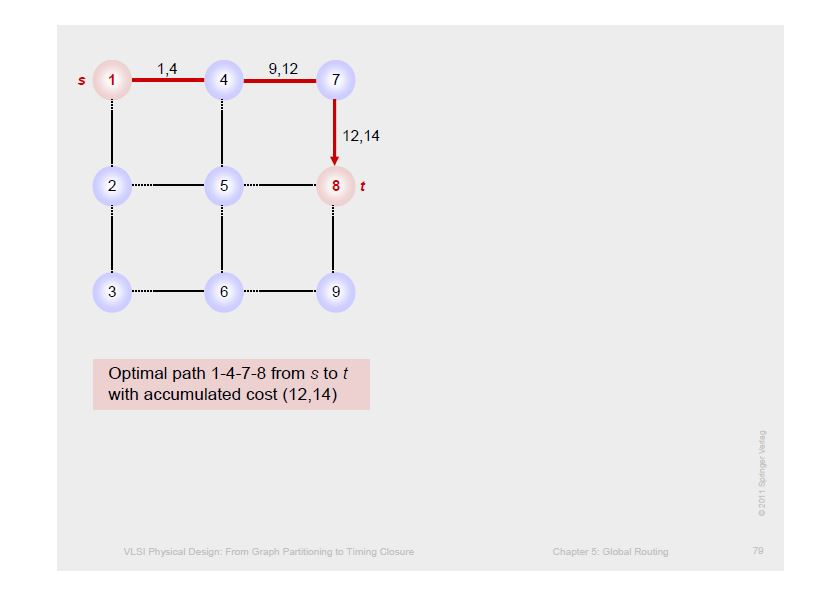 1,4
9,12
s 1 4 7
12,14
2 5 8 t
3 6 9
Optimal path 1-4-7-8 from s to t
with accumulated cost (12,14)
© 2011 Springer Verlag
VLSI Physical Design: From Graph Partitioning to Timing Closure
Chapter 5: Global Routing
79